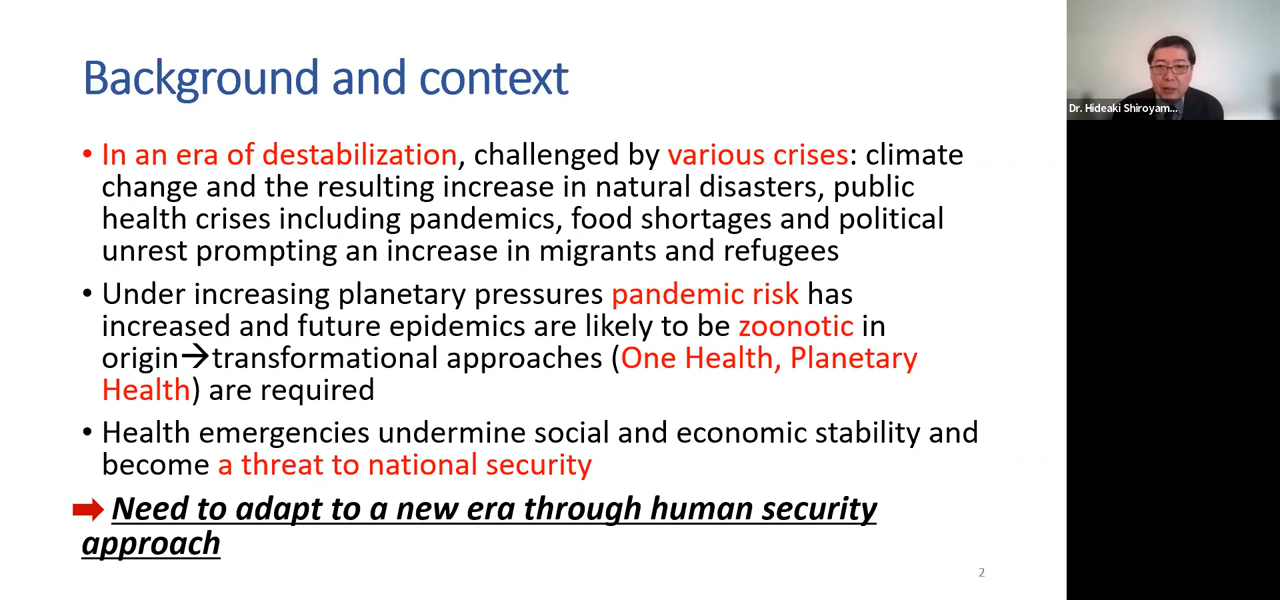 Background and context
• In an era of destabilization, challenged by various crises: climate
change and the resulting increase in natural disasters, public
health crises including pandemics, food shortages and political
unrest prompting an increase in migrants and refugees
• Under increasing planetary pressures pandemic risk has
increased and future epidemics are likely to be zoonotic in
origin→transformational approaches (One Health, Planetary
Health) are required
• Health emergencies undermine social and economic stability and
become a threat to national security
➡ Need to adapt to a new era through human security
approach
2
Dr. Hideaki Shiroyam...